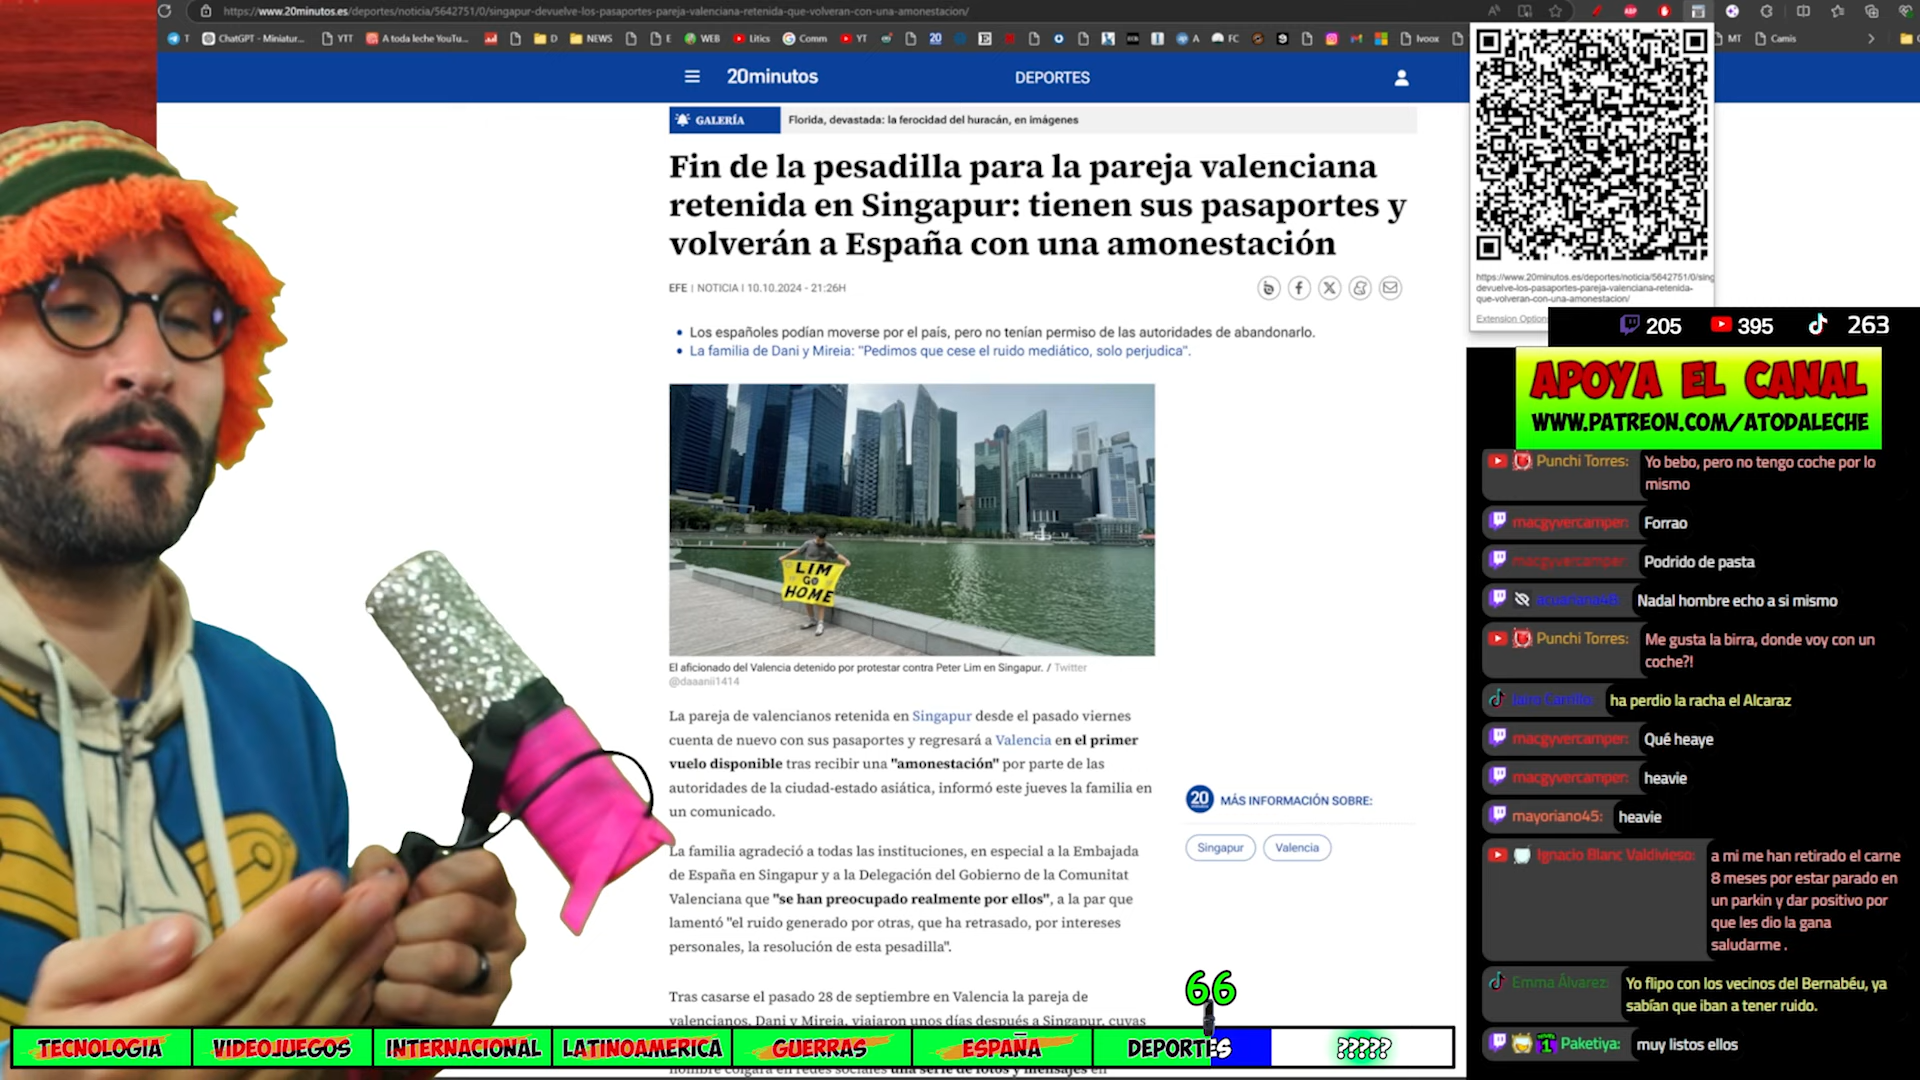 https://www.20minutos.es/deportes/noticia/5642751/0/singapur-devuelve-los-pasaportes-pareja-valenciana-retenida-que-volveran-con-una-amonestacion/
T ChatGPT - Miniatur... YTT A toda leche YouTu... D NEWS D E WEB Litics Comm YT 20 A FC Ivoox MT Camis
20minutos
DEPORTES
GALERÍA
Florida, devastada: la ferocidad del huracán, en imágenes
Fin de la pesadilla para la pareja valenciana
retenida en Singapur: tienen sus pasaportes y
volverán a España con una amonestación
EFE | NOTICIA | 10.10.2024 - 21:26H
Los españoles podían moverse por el país, pero no tenían permiso de las autoridades de abandonarlo.
La familia de Dani y Mireia: "Pedimos que cese el ruido mediático, solo perjudica".
LIM
GO
HOME
El aficionado del Valencia detenido por protestar contra Peter Lim en Singapur. / Twitter
@daaanii1414
La pareja de valencianos retenida en Singapur desde el pasado viernes
cuenta de nuevo con sus pasaportes y regresará a Valencia en el primer
vuelo disponible tras recibir una "amonestación" por parte de las
autoridades de la ciudad-estado asiática, informó este jueves la familia en
un comunicado.
La familia agradeció a todas las instituciones, en especial a la Embajada
de España en Singapur y a la Delegación del Gobierno de la Comunitat
Valenciana que "se han preocupado realmente por ellos", a la par que
lamentó "el ruido generado por otras, que ha retrasado, por intereses
personales, la resolución de esta pesadilla".
Tras casarse el pasado 28 de septiembre en Valencia la pareja de
valencianos, Dani y Mireia, viajaron unos días después a Singapur, cuyas
20 MÁS INFORMACIÓN SOBRE:
Singapur
Valencia
https://www.20minutos.es/deportes/noticia/5642751/0/sing
devuelve-los-pasaportes-pareja-valenciana-retenida-
que-volveran-con-una-amonestacion/
Extension Option
205 395 263
APOYA EL CANAL
WWW.PATREON.COM/ATODALECHE
Punchi Torres: Yo bebo, pero no tengo coche por lo
mismo
macgyvercamper: Forrao
macgyvercamper: Podrido de pasta
Nadal hombre echo a si mismo
Punchi Torres: Me gusta la birra, donde voy con un
coche?!
Jairo Carrillo: ha perdio la racha el Alcaraz
macgyvercamper: Qué heaye
macgyvercamper: heavie
mayoriano45: heavie
Ignacio Blanc Valdivieso: a mi me han retirado el carne
8 meses por estar parado en
un parkin y dar positivo por
que les dio la gana
saludarme .
Emma Álvarez: Yo flipo con los vecinos del Bernabéu, ya
sabían que iban a tener ruido.
1 Paketiya: muy listos ellos
66
TECNOLOGIA
VIDEOJUEGOS
INTERNACIONAL
LATINOAMERICA
GUERRAS
ESPAÑA
DEPORTES
?????